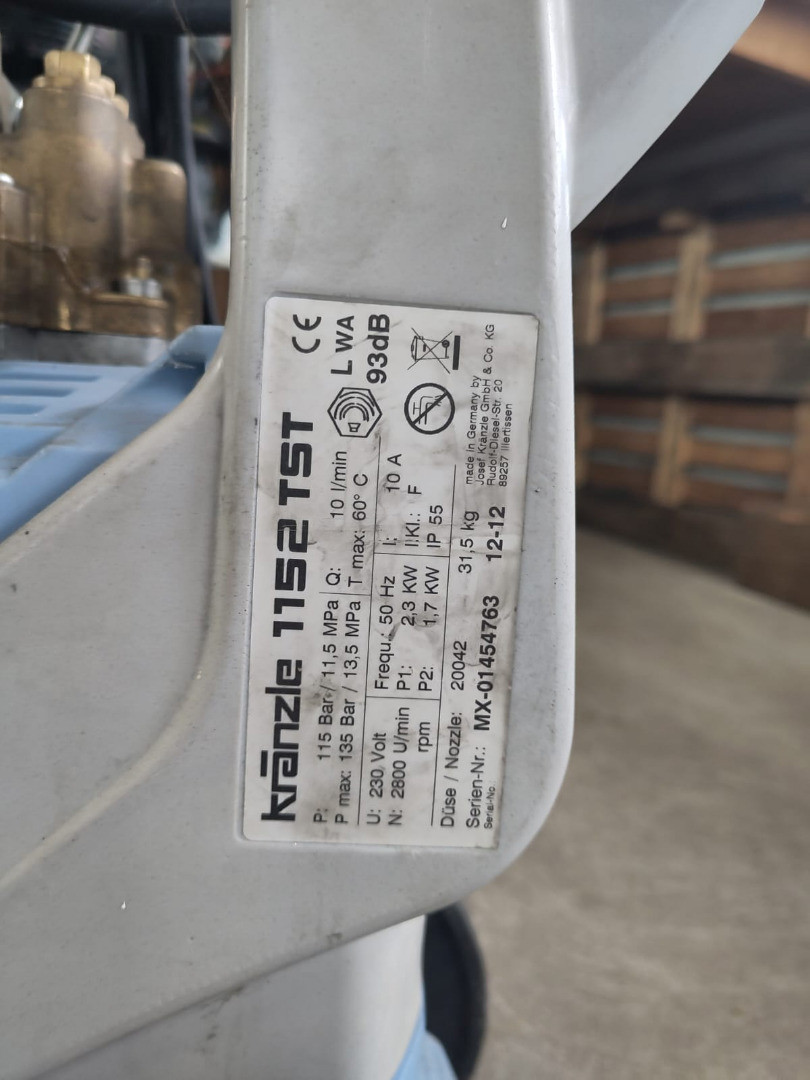 kränzle 1152 TST
CE
P: 115 Bar / 11,5 MPa Q: 10 l/min
P max: 135 Bar / 13,5 MPa T max: 60° C
L WA
93dB
U: 230 Volt Frequ.: 50 Hz I: 10 A
N: 2800 U/min P1: 2,3 KW I.Kl.: F
rpm P2: 1,7 KW IP 55
Düse / Nozzle: 20042 31,5 kg
Serien-Nr.: MX-01454763 12-12
Serial-No
made in Germany by
Josef Kränzle GmbH & Co. KG
Rudolf-Diesel-Str. 20
89257 Illertissen